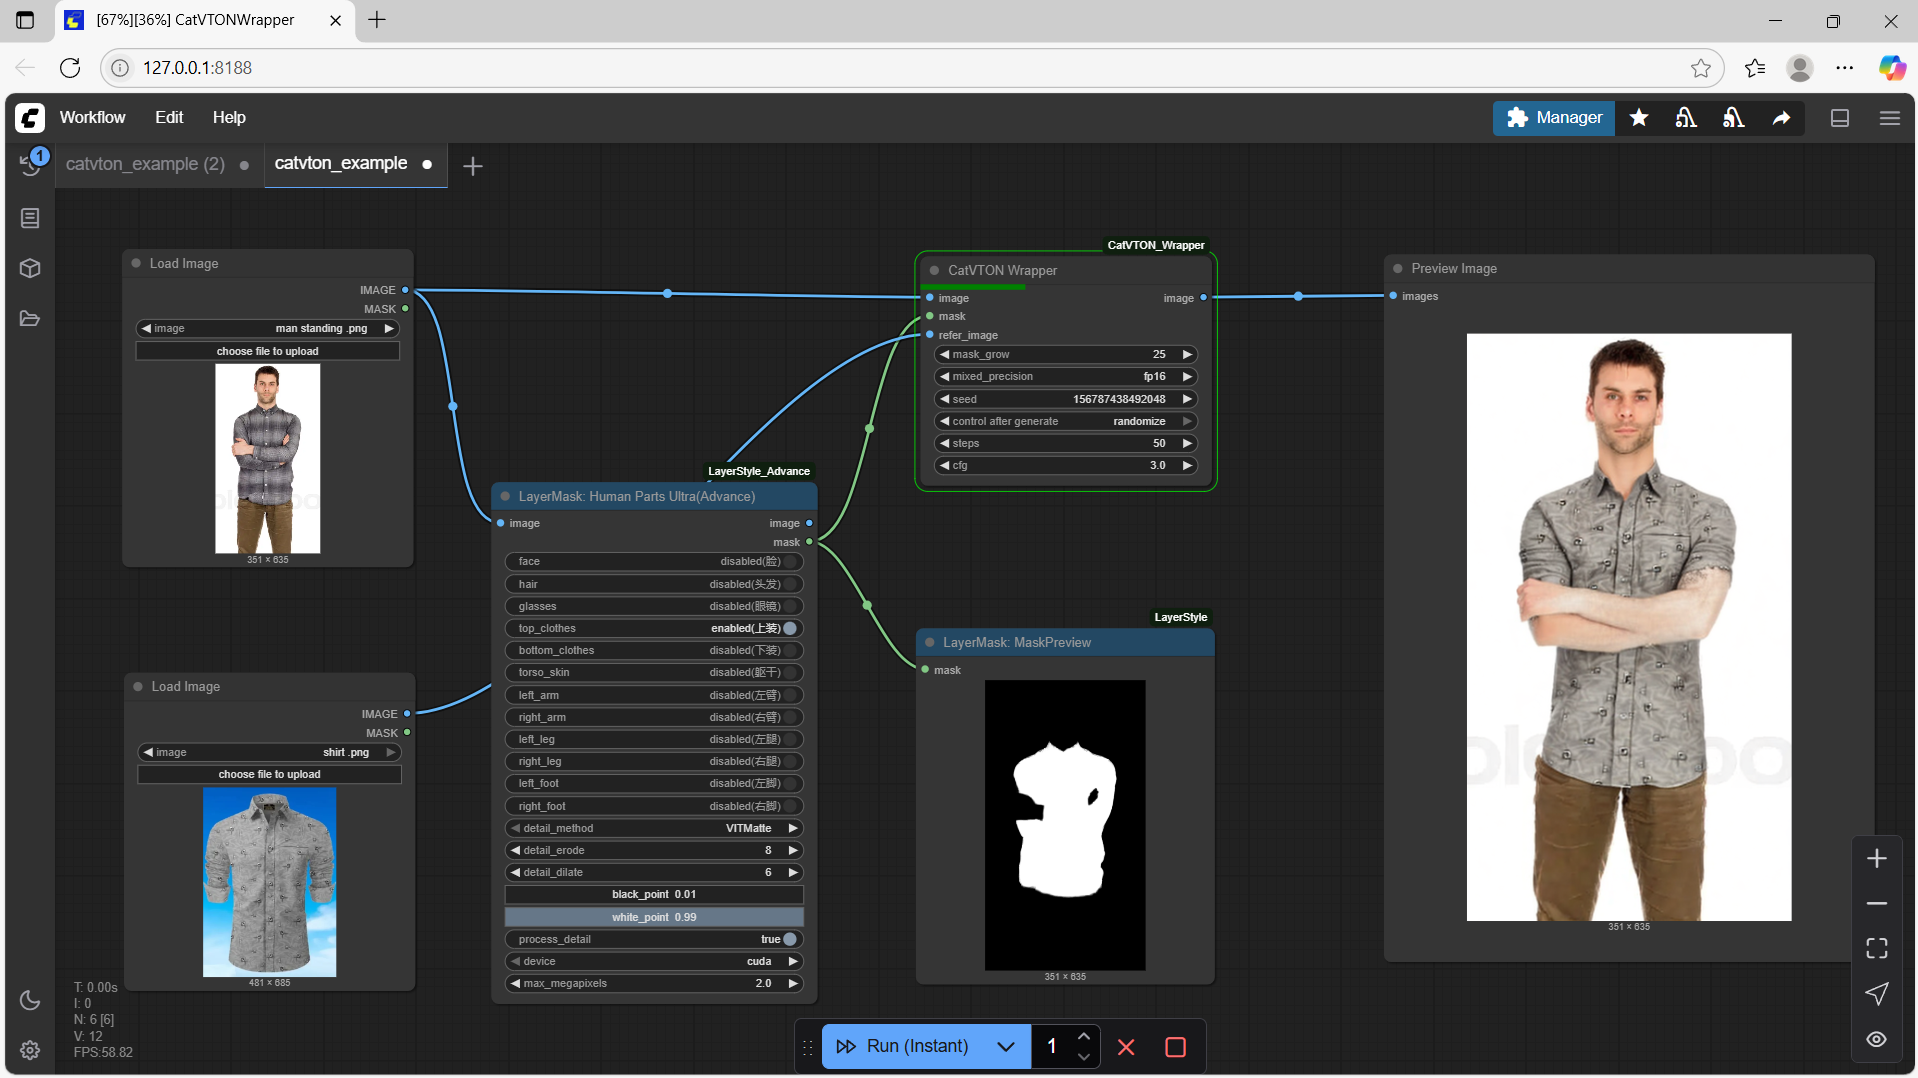 [67%][36%] CatVTONWrapper
127.0.0.1:8188
Workflow Edit Help
Manager
1
catvton_example (2)
catvton_example
Load Image
IMAGE
MASK
image man standing .png
choose file to upload
351 × 635
Load Image
IMAGE
MASK
image shirt .png
choose file to upload
481 × 685
LayerStyle_Advance
LayerMask: Human Parts Ultra(Advance)
image image
mask
face disabled(脸)
hair disabled(头发)
glasses disabled(眼镜)
top_clothes enabled(上装)
bottom_clothes disabled(下装)
torso_skin disabled(躯干)
left_arm disabled(左臂)
right_arm disabled(右臂)
left_leg disabled(左腿)
right_leg disabled(右腿)
left_foot disabled(左脚)
right_foot disabled(右脚)
detail_method VITMatte
detail_erode 8
detail_dilate 6
black_point 0.01
white_point 0.99
process_detail true
device cuda
max_megapixels 2.0
CatVTON_Wrapper
CatVTON Wrapper
image image
mask
refer_image
mask_grow 25
mixed_precision fp16
seed 156787438492048
control after generate randomize
steps 50
cfg 3.0
LayerStyle
LayerMask: MaskPreview
mask
351 × 635
Preview Image
images
351 × 635
T: 0.00s
I: 0
N: 6 [6]
V: 12
FPS:58.82
Run (Instant) 1